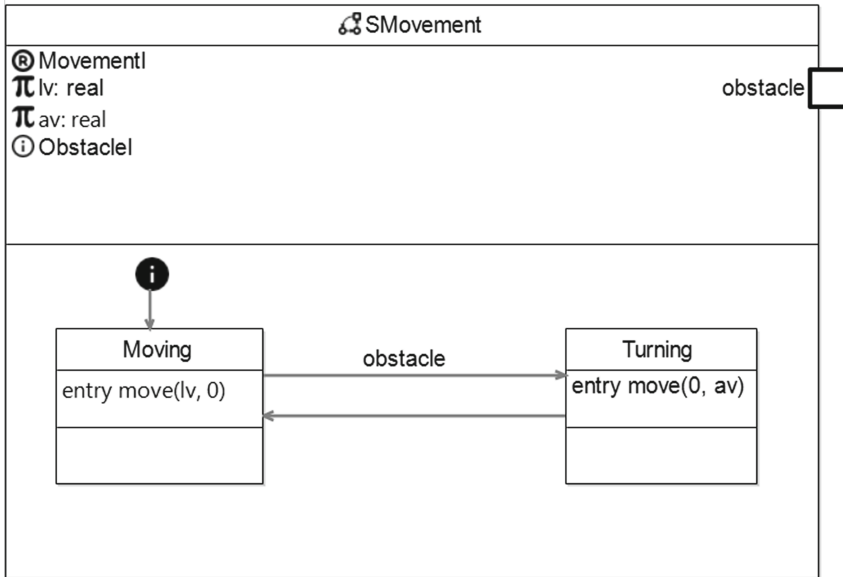 SMovement
R MovementI
π lv: real
obstacle
π av: real
i ObstacleI
i
Moving
Turning
obstacle
entry move(lv, 0)
entry move(0, av)